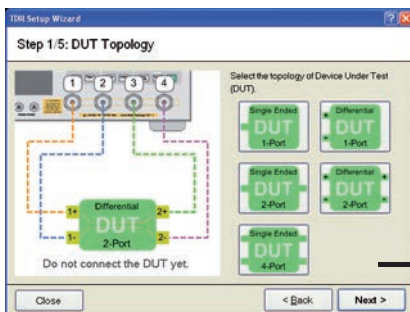 TDR Setup Wizard
Step 1/5: DUT Topology
1 2 3 4
Differential
1+ DUT 2+
1- 2-
2-Port
Do not connect the DUT yet.
Select the topology of Device Under Test
(DUT).
Single Ended
DUT
1-Port
Differential
DUT
1-Port
Single Ended
DUT
2-Port
Differential
DUT
2-Port
Single Ended
DUT
4-Port
Close
< Back
Next >